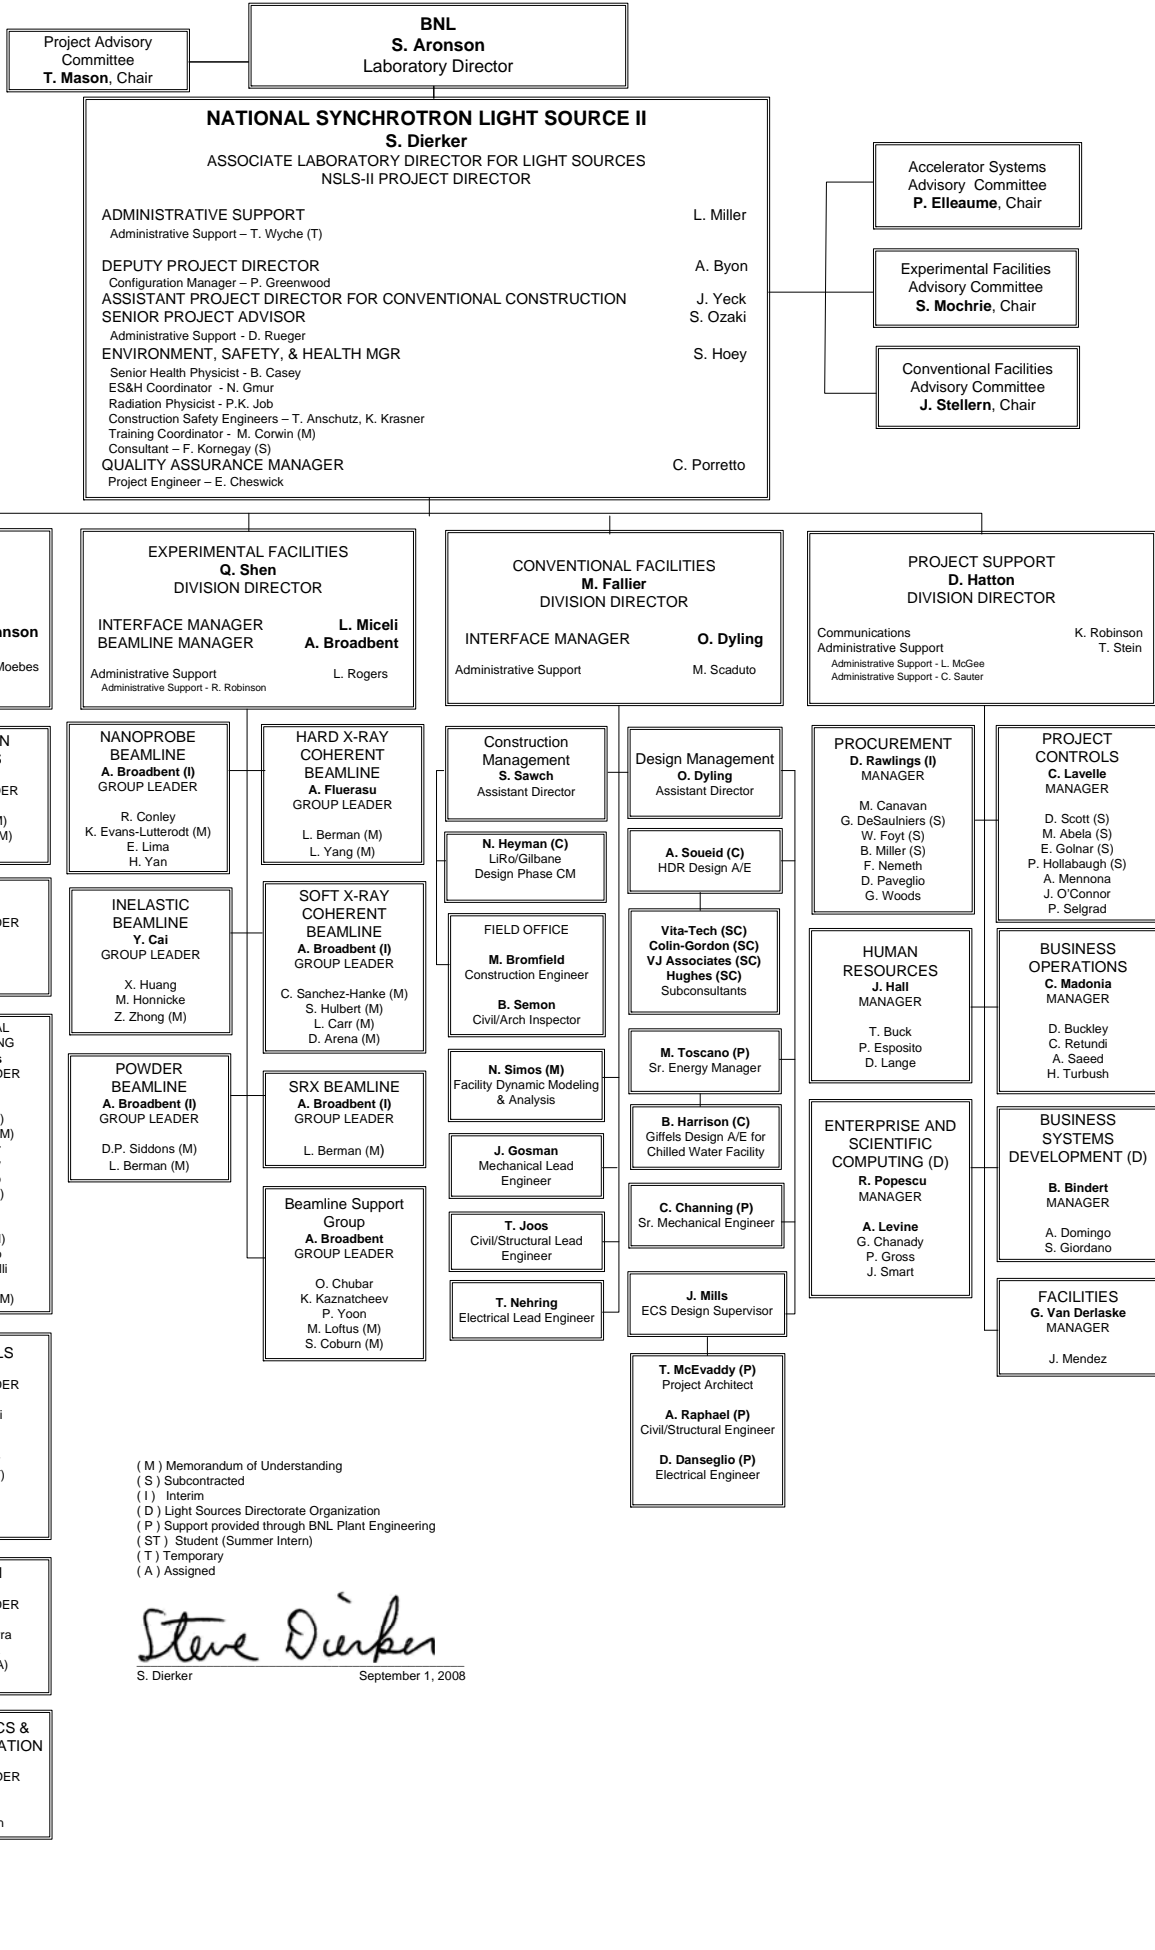 BNL
S. Aronson
Laboratory Director
Project Advisory
Committee
T. Mason, Chair
NATIONAL SYNCHROTRON LIGHT SOURCE II
S. Dierker
ASSOCIATE LABORATORY DIRECTOR FOR LIGHT SOURCES
NSLS-II PROJECT DIRECTOR
ADMINISTRATIVE SUPPORT L. Miller
Administrative Support – T. Wyche (T)
DEPUTY PROJECT DIRECTOR A. Byon
Configuration Manager – P. Greenwood
ASSISTANT PROJECT DIRECTOR FOR CONVENTIONAL CONSTRUCTION J. Yeck
SENIOR PROJECT ADVISOR S. Ozaki
Administrative Support - D. Rueger
ENVIRONMENT, SAFETY, & HEALTH MGR S. Hoey
Senior Health Physicist - B. Casey
ES&H Coordinator - N. Gmur
Radiation Physicist - P.K. Job
Construction Safety Engineers – T. Anschutz, K. Krasner
Training Coordinator - M. Corwin (M)
Consultant – F. Kornegay (S)
QUALITY ASSURANCE MANAGER C. Porretto
Project Engineer – E. Cheswick
Accelerator Systems
Advisory Committee
P. Elleaume, Chair
Experimental Facilities
Advisory Committee
S. Mochrie, Chair
Conventional Facilities
Advisory Committee
J. Stellern, Chair
nson
Moebes
N
S
DER
)
M)
DER
AL
NG
s
DER
)
M)
)
)
lli
M)
LS
DER
i
)
DER
ra
A)
CS &
ATION
DER
n
EXPERIMENTAL FACILITIES
Q. Shen
DIVISION DIRECTOR
INTERFACE MANAGER L. Miceli
BEAMLINE MANAGER A. Broadbent
Administrative Support L. Rogers
Administrative Support - R. Robinson
NANOPROBE
BEAMLINE
A. Broadbent (I)
GROUP LEADER
R. Conley
K. Evans-Lutterodt (M)
E. Lima
H. Yan
HARD X-RAY
COHERENT
BEAMLINE
A. Fluerasu
GROUP LEADER
L. Berman (M)
L. Yang (M)
INELASTIC
BEAMLINE
Y. Cai
GROUP LEADER
X. Huang
M. Honnicke
Z. Zhong (M)
SOFT X-RAY
COHERENT
BEAMLINE
A. Broadbent (I)
GROUP LEADER
C. Sanchez-Hanke (M)
S. Hulbert (M)
L. Carr (M)
D. Arena (M)
POWDER
BEAMLINE
A. Broadbent (I)
GROUP LEADER
D.P. Siddons (M)
L. Berman (M)
SRX BEAMLINE
A. Broadbent (I)
GROUP LEADER
L. Berman (M)
Beamline Support
Group
A. Broadbent
GROUP LEADER
O. Chubar
K. Kaznatcheev
P. Yoon
M. Loftus (M)
S. Coburn (M)
CONVENTIONAL FACILITIES
M. Fallier
DIVISION DIRECTOR
INTERFACE MANAGER O. Dyling
Administrative Support M. Scaduto
Construction
Management
S. Sawch
Assistant Director
N. Heyman (C)
LiRo/Gilbane
Design Phase CM
FIELD OFFICE
M. Bromfield
Construction Engineer
B. Semon
Civil/Arch Inspector
N. Simos (M)
Facility Dynamic Modeling
& Analysis
J. Gosman
Mechanical Lead
Engineer
T. Joos
Civil/Structural Lead
Engineer
T. Nehring
Electrical Lead Engineer
Design Management
O. Dyling
Assistant Director
A. Soueid (C)
HDR Design A/E
Vita-Tech (SC)
Colin-Gordon (SC)
VJ Associates (SC)
Hughes (SC)
Subconsultants
M. Toscano (P)
Sr. Energy Manager
B. Harrison (C)
Giffels Design A/E for
Chilled Water Facility
C. Channing (P)
Sr. Mechanical Engineer
J. Mills
ECS Design Supervisor
T. McEvaddy (P)
Project Architect
A. Raphael (P)
Civil/Structural Engineer
D. Danseglio (P)
Electrical Engineer
PROJECT SUPPORT
D. Hatton
DIVISION DIRECTOR
Communications K. Robinson
Administrative Support T. Stein
Administrative Support - L. McGee
Administrative Support - C. Sauter
PROCUREMENT
D. Rawlings (I)
MANAGER
M. Canavan
G. DeSaulniers (S)
W. Foyt (S)
B. Miller (S)
F. Nemeth
D. Paveglio
G. Woods
PROJECT
CONTROLS
C. Lavelle
MANAGER
D. Scott (S)
M. Abela (S)
E. Golnar (S)
P. Hollabaugh (S)
A. Mennona
J. O'Connor
P. Selgrad
HUMAN
RESOURCES
J. Hall
MANAGER
T. Buck
P. Esposito
D. Lange
BUSINESS
OPERATIONS
C. Madonia
MANAGER
D. Buckley
C. Retundi
A. Saeed
H. Turbush
ENTERPRISE AND
SCIENTIFIC
COMPUTING (D)
R. Popescu
MANAGER
A. Levine
G. Chanady
P. Gross
J. Smart
BUSINESS
SYSTEMS
DEVELOPMENT (D)
B. Bindert
MANAGER
A. Domingo
S. Giordano
FACILITIES
G. Van Derlaske
MANAGER
J. Mendez
( M ) Memorandum of Understanding
( S ) Subcontracted
( I ) Interim
( D ) Light Sources Directorate Organization
( P ) Support provided through BNL Plant Engineering
( ST ) Student (Summer Intern)
( T ) Temporary
( A ) Assigned
Steve Dierker
S. Dierker September 1, 2008